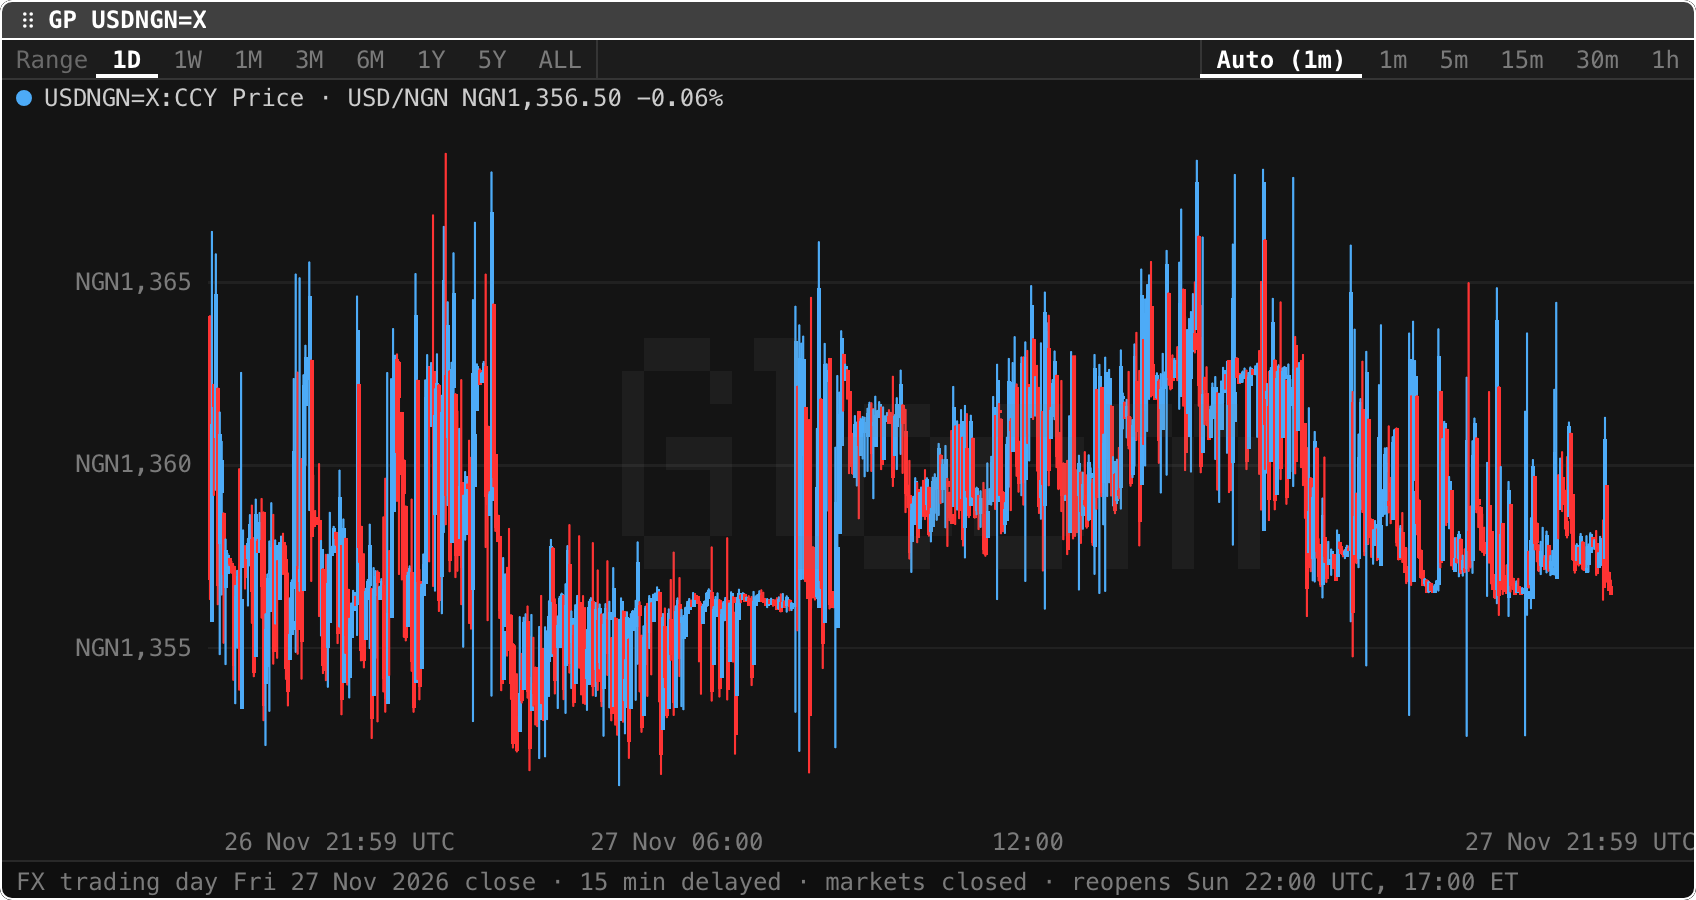 GP USDNGN=X
Range 1D 1W 1M 3M 6M 1Y 5Y ALL Auto (1m) 1m 5m 15m 30m 1h
USDNGN=X:CCY Price · USD/NGN NGN1,356.50 −0.06%
NGN1,365
NGN1,360
NGN1,355
26 Nov 21:59 UTC 27 Nov 06:00 12:00 27 Nov 21:59 UTC
FX trading day Fri 27 Nov 2026 close · 15 min delayed · markets closed · reopens Sun 22:00 UTC, 17:00 ET